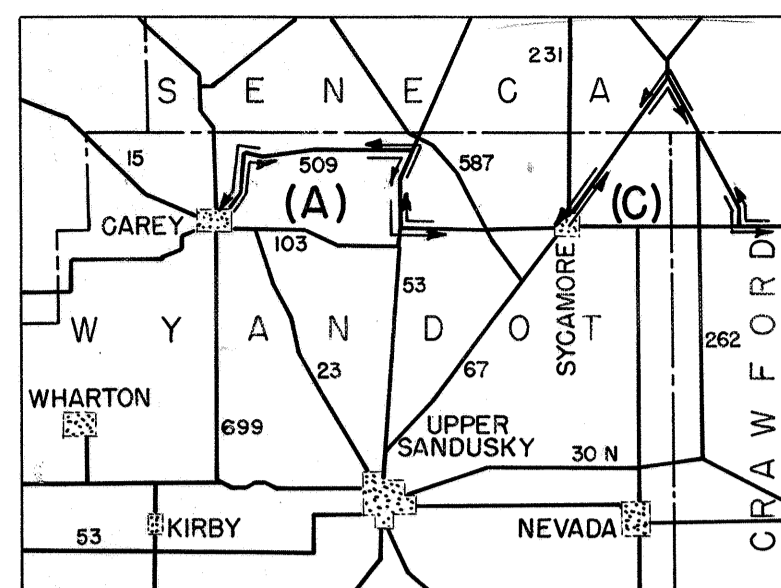 231
S E N E C A
15
509
587
(A)
(C)
CAREY
103
53
SYCAMORE
W Y A N D O T
262
CRAWFORD
23
67
WHARTON
699
UPPER
SANDUSKY
30 N
KIRBY
NEVADA
53